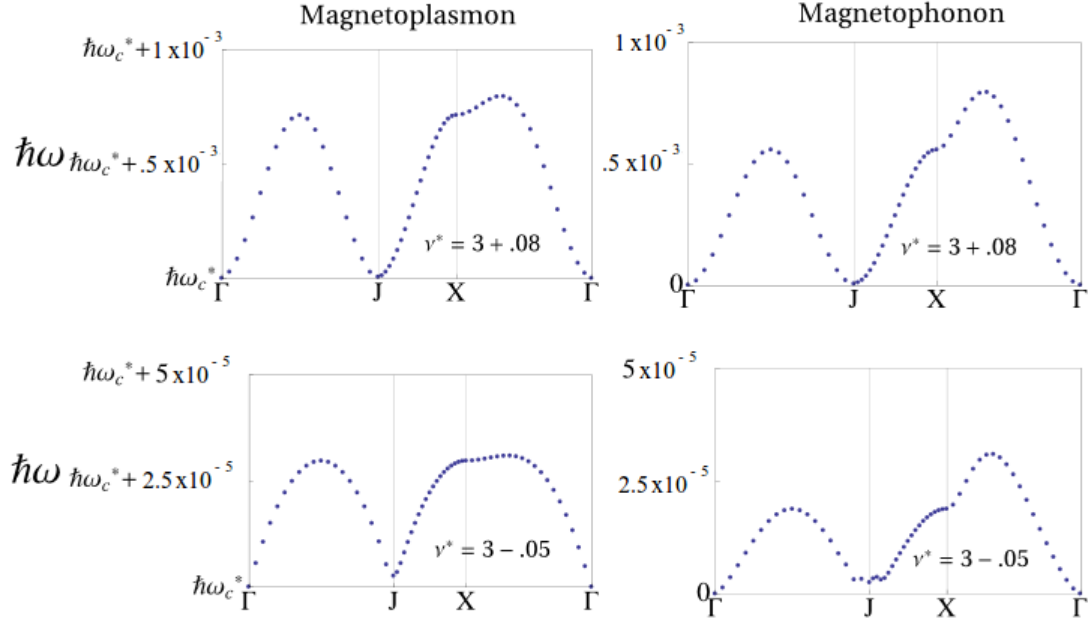 Magnetoplasmon
Magnetophonon
ħω
ħω_c* + 1 x10⁻³
ħω_c* + .5 x10⁻³
ħω_c*
ν* = 3 + .08
Γ J X Γ
1 x10⁻³
.5 x10⁻³
0
ν* = 3 + .08
Γ J X Γ
ħω
ħω_c* + 5 x10⁻⁵
ħω_c* + 2.5 x10⁻⁵
ħω_c*
ν* = 3 − .05
Γ J X Γ
5 x10⁻⁵
2.5 x10⁻⁵
0
ν* = 3 − .05
Γ J X Γ